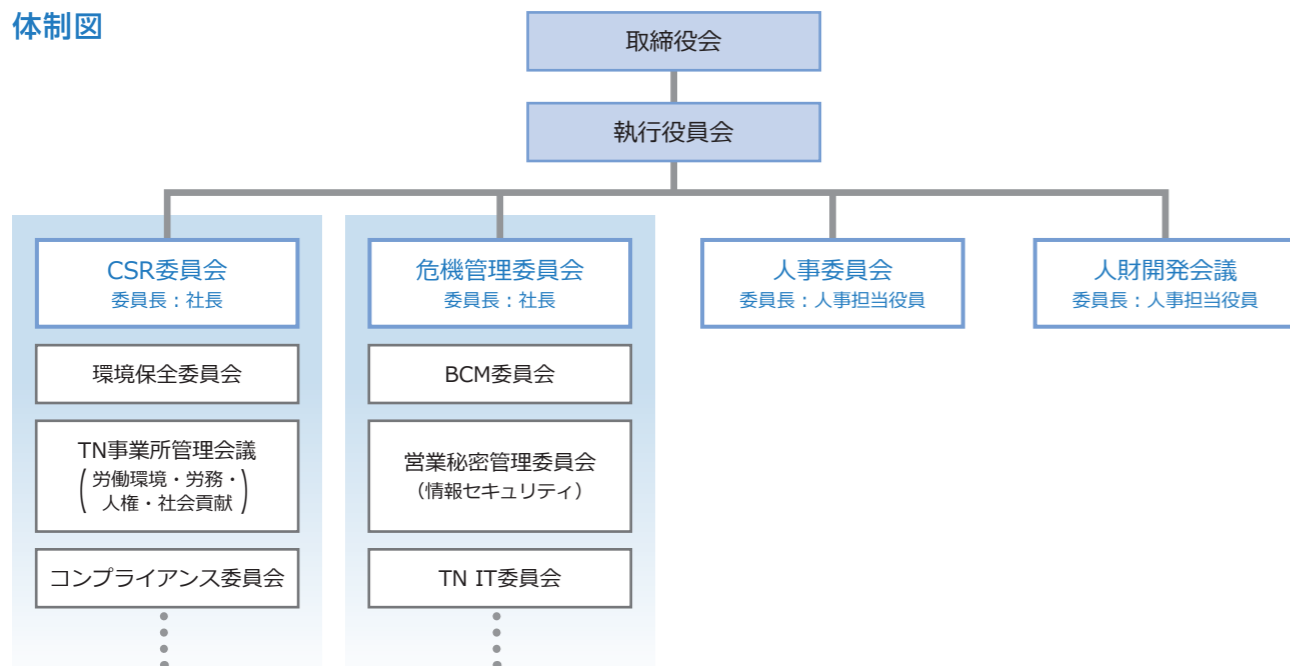 体制図
取締役会
執行役員会
CSR委員会
委員長：社長
環境保全委員会
TN事業所管理会議
(労働環境・労務・
人権・社会貢献)
コンプライアンス委員会
危機管理委員会
委員長：社長
BCM委員会
営業秘密管理委員会
（情報セキュリティ）
TN IT委員会
人事委員会
委員長：人事担当役員
人財開発会議
委員長：人事担当役員